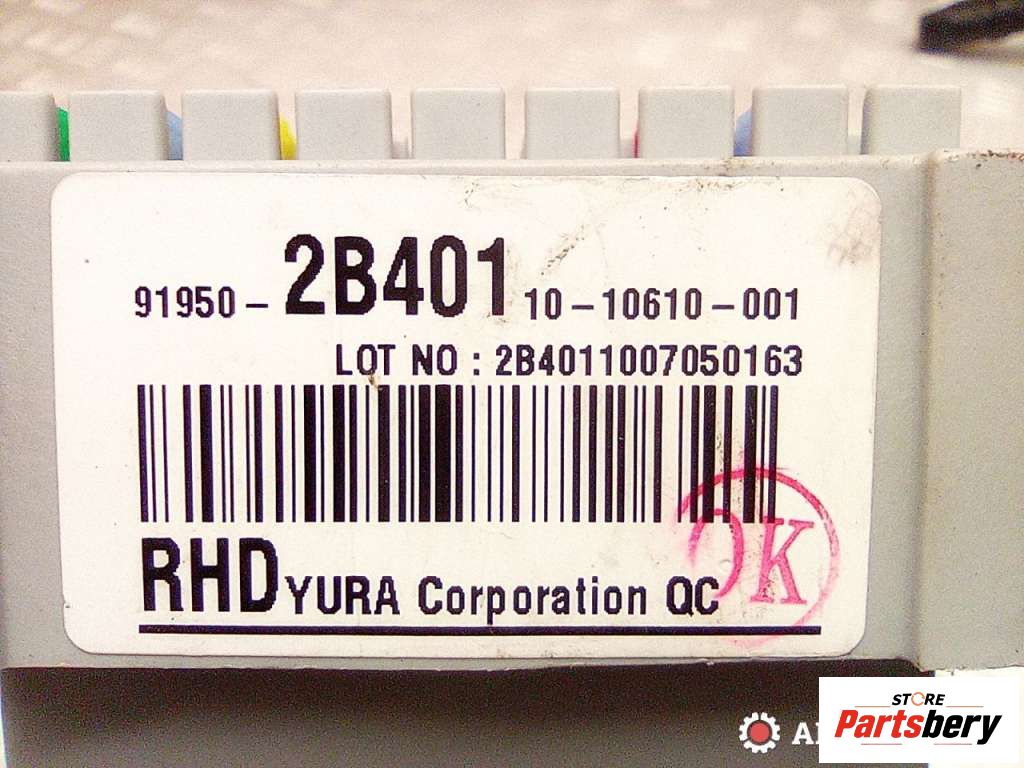 91950-2B401 10-10610-001
LOT NO : 2B4011007050163
RHD YURA Corporation QC
OK
STORE
Partsbery